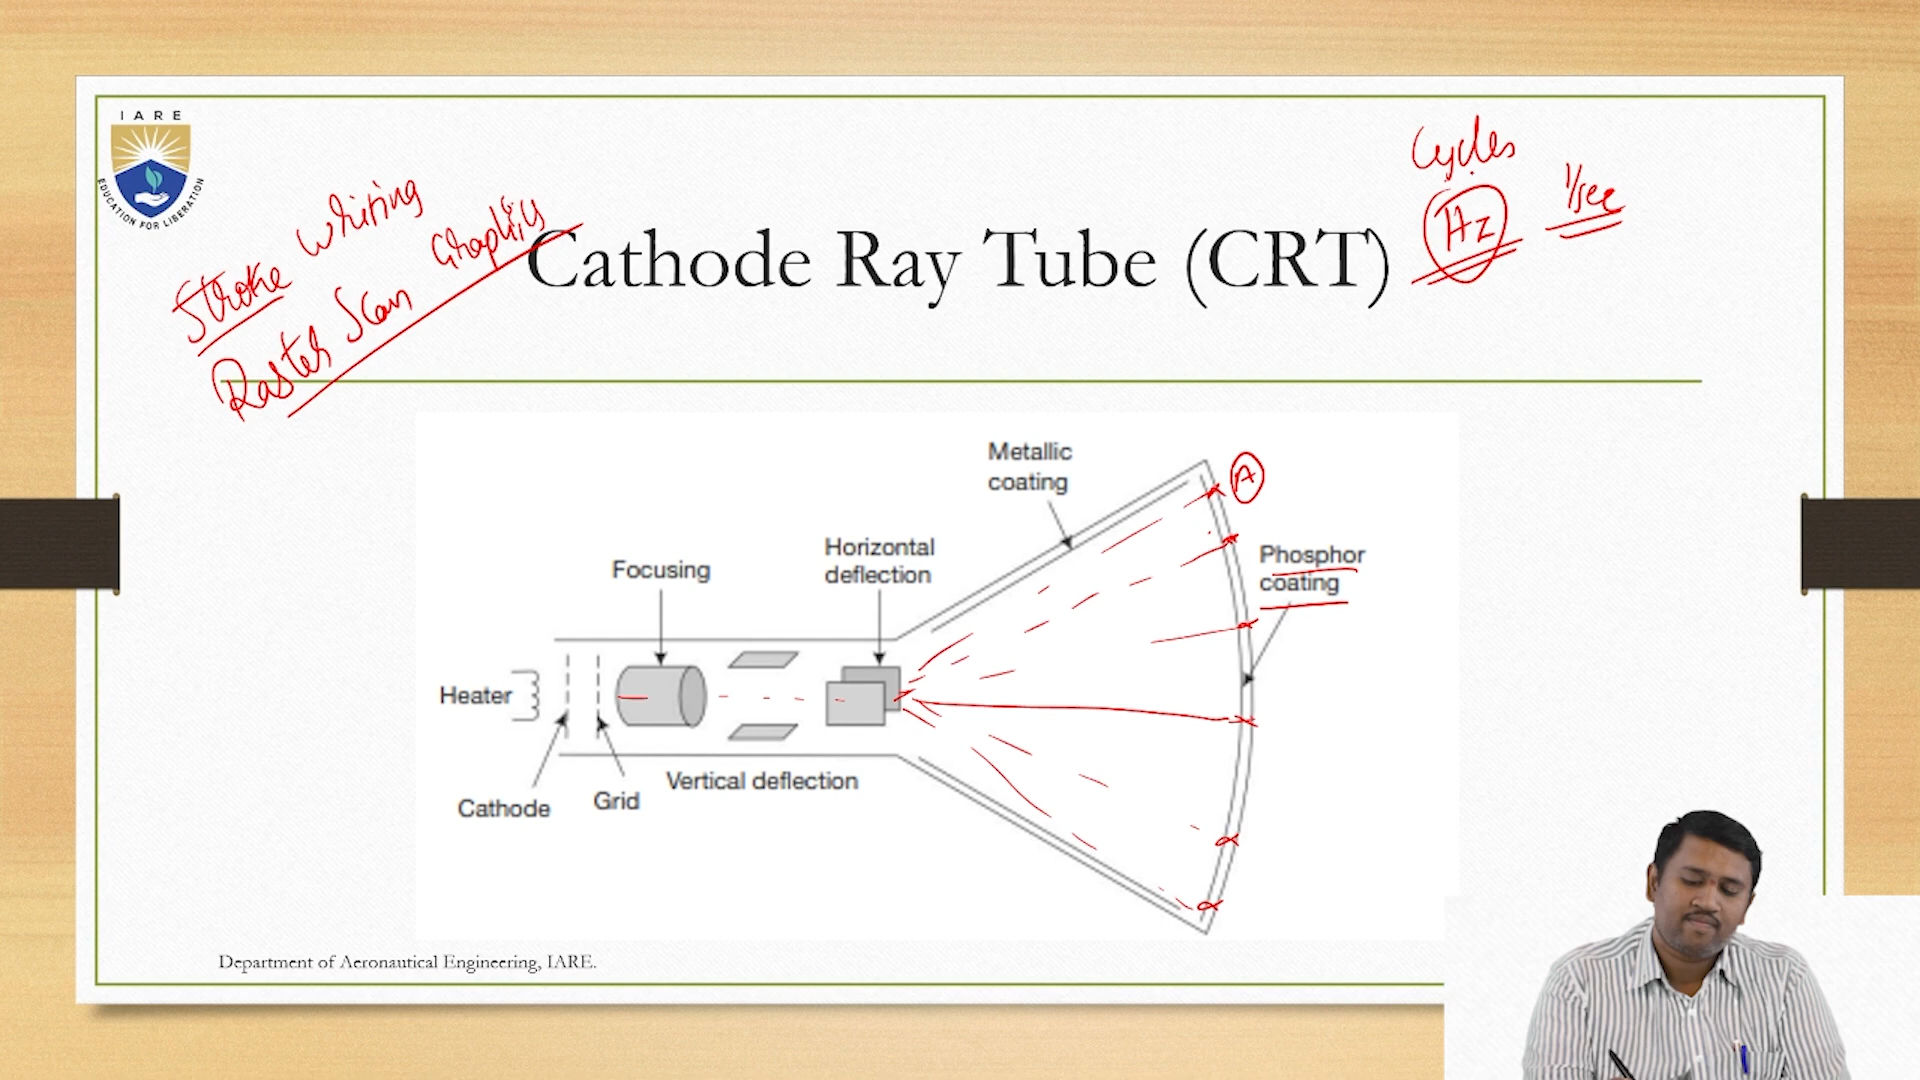 IARE
EDUCATION FOR LIBERATION
Stroke Writing
Raster Scan Graphics
Cathode Ray Tube (CRT)
Cycles
Hz
1/sec
Metallic
coating
A
Phosphor
coating
Horizontal
deflection
Focusing
Heater
Vertical deflection
Cathode
Grid
Department of Aeronautical Engineering, IARE.